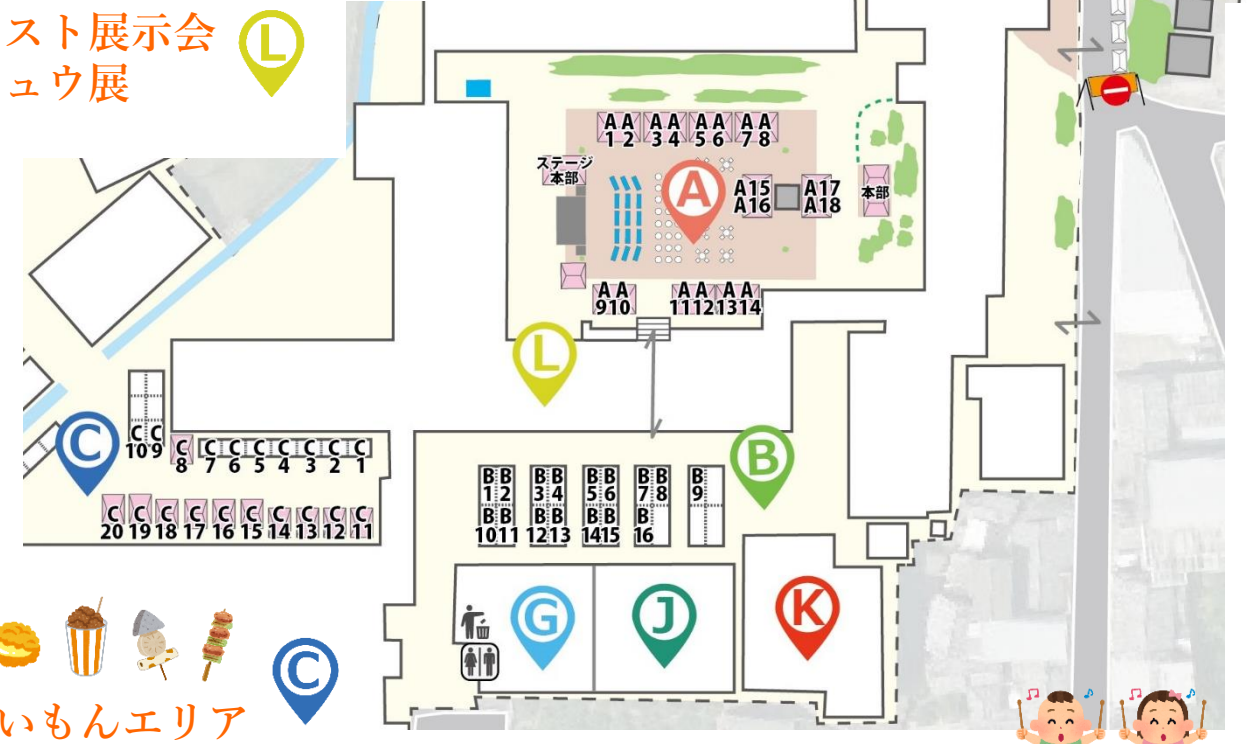 スト展示会
ュウ展
L
A A A A A A A A
1 2 3 4 5 6 7 8
ステージ
本部
A
A15
A16
A17
A18
本部
A A A A A A
9 10 11 12 13 14
L
C C
10 9
C
8
C C C C C C C
7 6 5 4 3 2 1
C
C C C C C C C C C C
20 19 18 17 16 15 14 13 12 11
B
B B B B B B B B B
1 2 3 4 5 6 7 8 9
B B B B B B B
10 11 12 13 14 15 16
G
J
K
C
いもんエリア